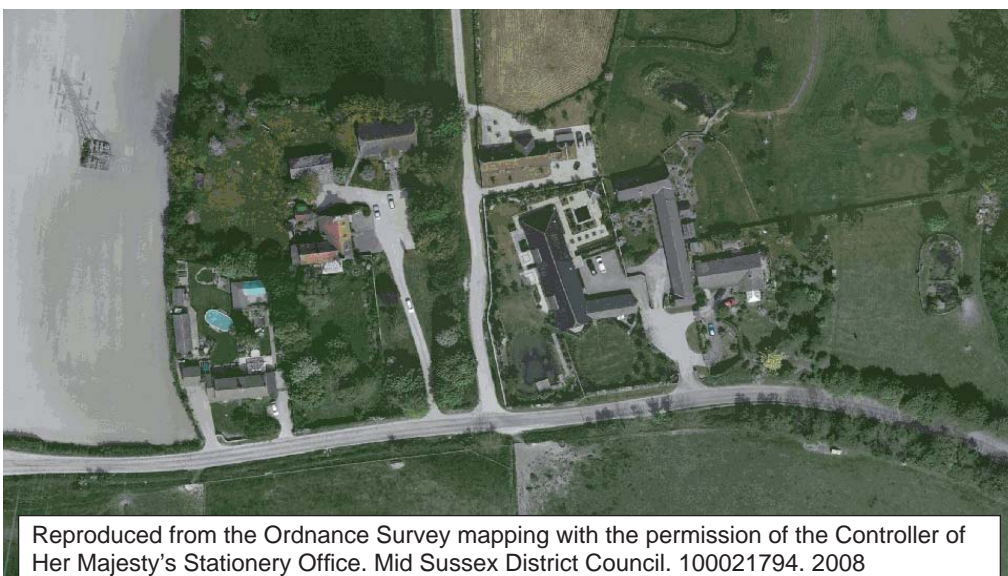 Reproduced from the Ordnance Survey mapping with the permission of the Controller of
Her Majesty's Stationery Office. Mid Sussex District Council. 100021794. 2008